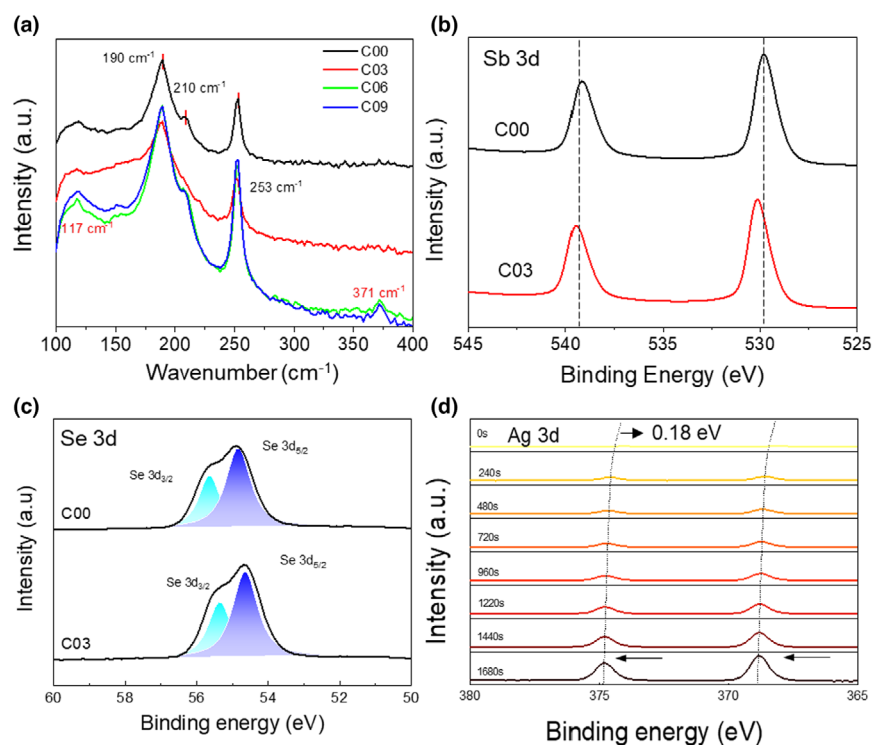 (a)
190 cm-1
210 cm-1
253 cm-1
117 cm-1
371 cm-1
C00
C03
C06
C09
Intensity (a.u.)
100 150 200 250 300 350 400
Wavenumber (cm-1)
(b)
Sb 3d
C00
C03
Intensity (a.u.)
545 540 535 530 525
Binding Energy (eV)
(c)
Se 3d
Se 3d5/2
Se 3d3/2
C00
Se 3d5/2
Se 3d3/2
C03
Intensity (a.u)
60 58 56 54 52 50
Binding energy (eV)
(d)
0s
Ag 3d
0.18 eV
240s
480s
720s
960s
1220s
1440s
1680s
Intensity (a.u.)
380 375 370 365
Binding energy (eV)